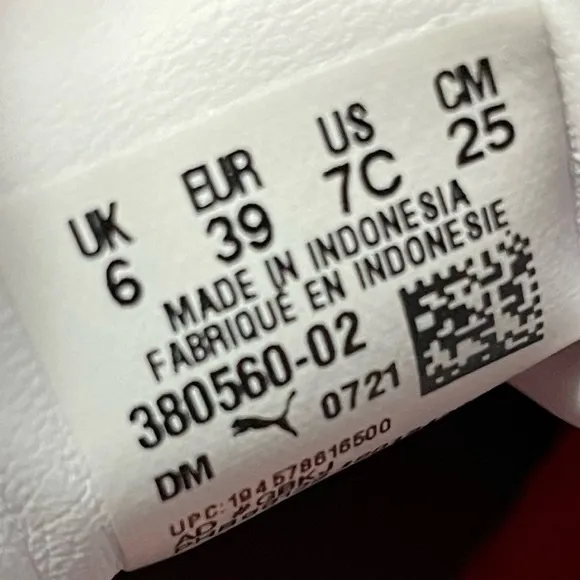 UK EUR US CM
6 39 7C 25
MADE IN INDONESIA
FABRIQUÉ EN INDONESIE
380560-02
0721
DM
UPC: 194578616500